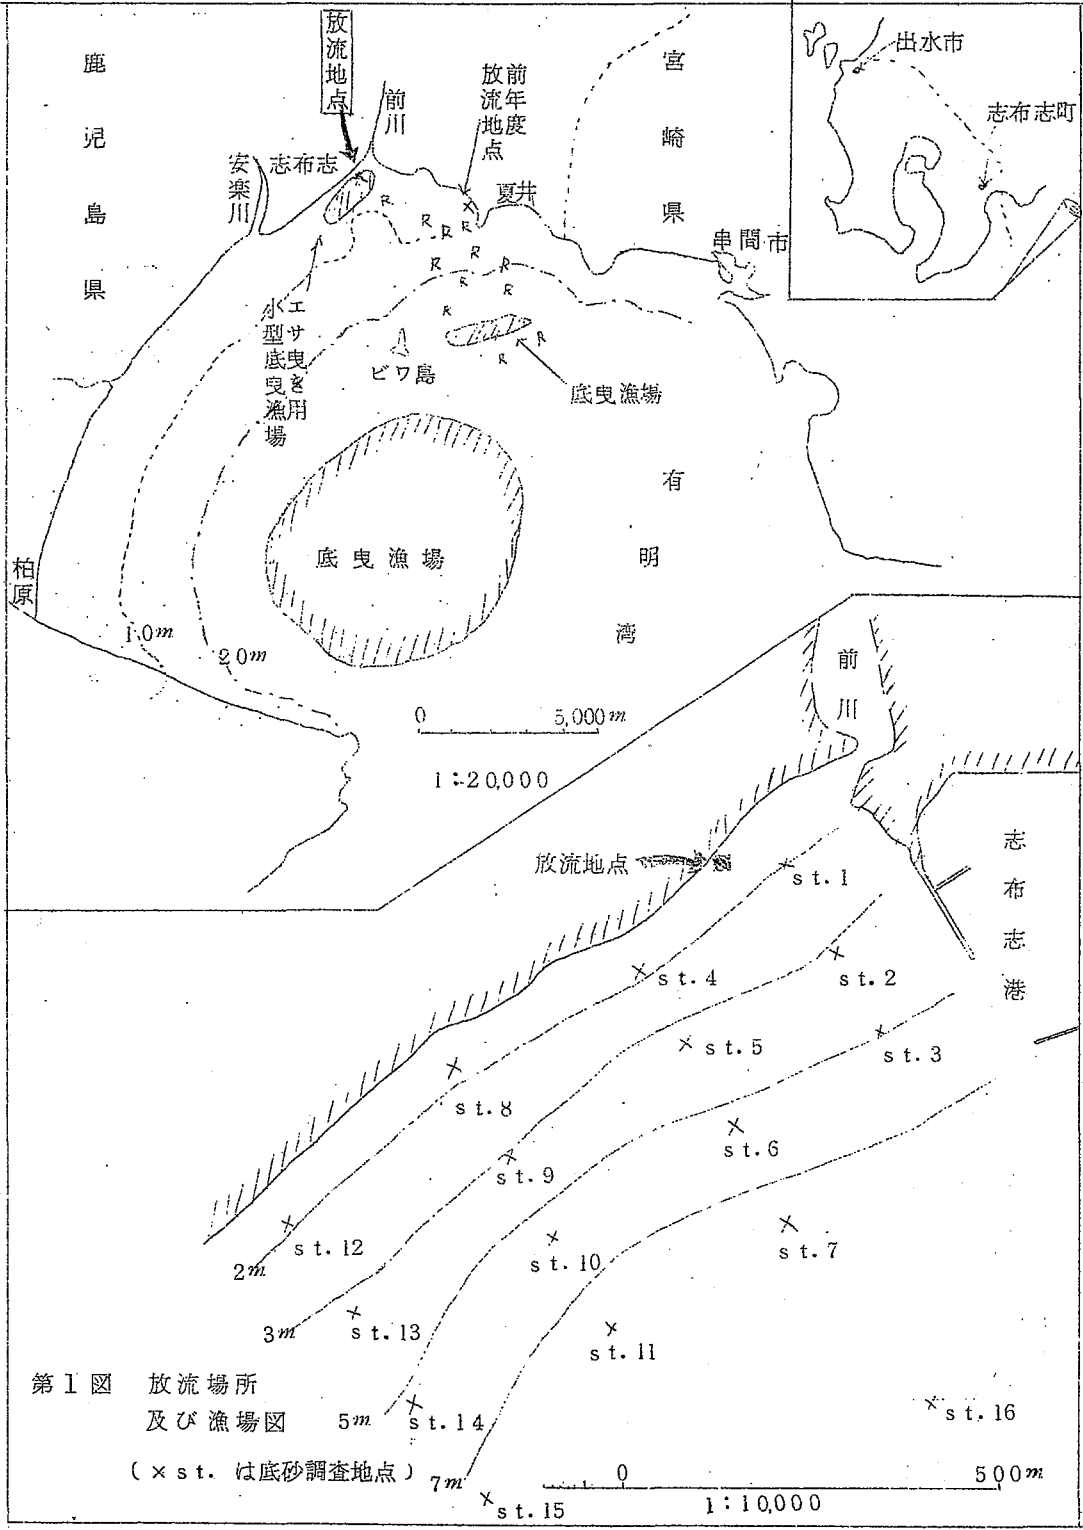 鹿児島県
放流地点
前川
前年度
放流地点
宮崎県
安楽川
志布志
夏井
串間市
出水市
志布志町
エサ曳き用
小型底曳漁場
ビワ島
底曳漁場
底曳漁場
有明湾
柏原
10m
20m
0 5,000m
1:20,000
R R R R R R R R R R R R R
前川
志布志港
放流地点
st.1
st.2
st.3
st.4
st.5
st.6
st.7
st.8
st.9
st.10
st.11
st.12
st.13
st.14
st.15
st.16
2m
3m
5m
7m
第1図 放流場所
及び漁場図
(×st. は底砂調査地点)
0 500m
1:10,000